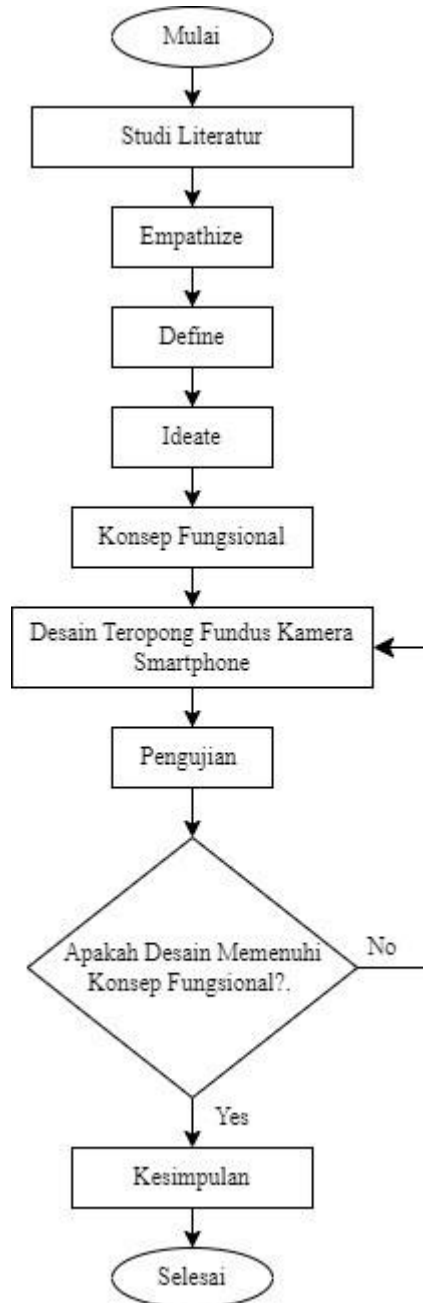 Mulai
Studi Literatur
Empathize
Define
Ideate
Konsep Fungsional
Desain Teropong Fundus Kamera
Smartphone
Pengujian
Apakah Desain Memenuhi
Konsep Fungsional?.
No
Yes
Kesimpulan
Selesai